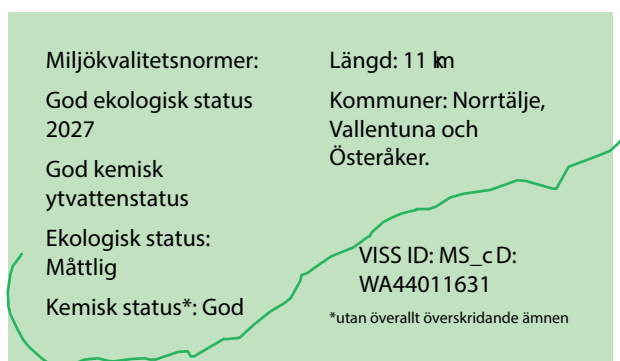 Miljökvalitetsnormer:
God ekologisk status
2027
God kemisk
ytvattenstatus
Ekologisk status:
Måttlig
Kemisk status*: God
Längd: 11 km
Kommuner: Norrtälje,
Vallentuna och
Österåker.
VISS ID: MS_cD:
WA44011631
*utan överallt överskridande ämnen